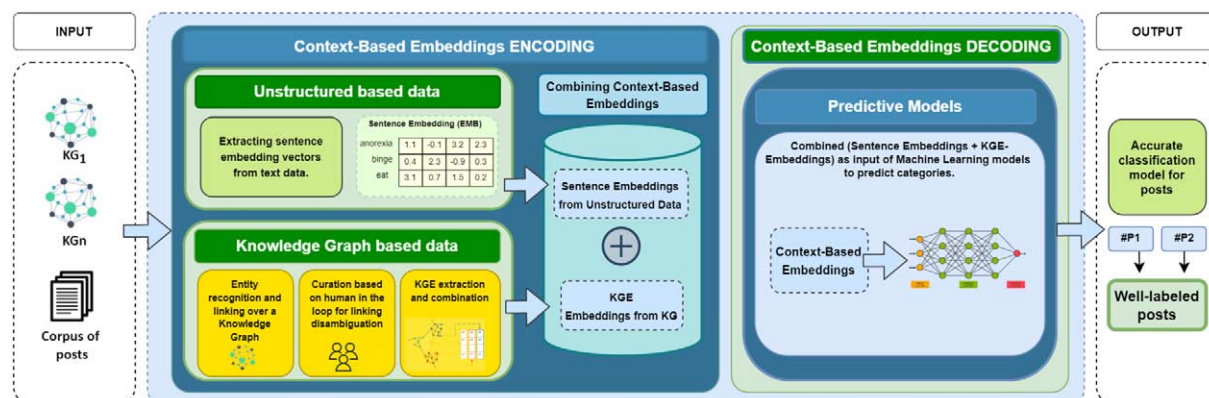 INPUT
KG1
KGn
Corpus of
posts
Context-Based Embeddings ENCODING
Unstructured based data
Extracting sentence
embedding vectors
from text data.
Sentence Embedding (EMB)
anorexia 1.1 -0.1 3.2 2.3
binge 0.4 2.3 -0.9 0.3
eat 3.1 0.7 1.5 0.2
Knowledge Graph based data
Entity
recognition and
linking over a
Knowledge
Graph
Curation based
on human in the
loop for linking
disambiguation
KGE extraction
and combination
Combining Context-Based
Embeddings
Sentence Embeddings
from Unstructured Data
KGE
Embeddings from KG
Context-Based Embeddings DECODING
Predictive Models
Combined (Sentence Embeddings + KGE-
Embeddings) as input of Machine Learning models
to predict categories.
Context-Based
Embeddings
OUTPUT
Accurate
classification
model for
posts
#P1
#P2
Well-labeled
posts